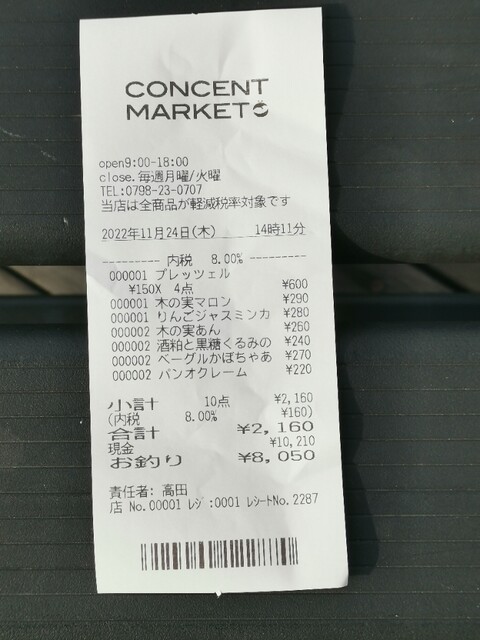 CONCENT
MARKET
open9:00-18:00
close.毎週月曜/火曜
TEL:0798-23-0707
当店は全商品が軽減税率対象です
2022年11月24日(木) 14時11分
--------- 内税 8.00% ---------
000001 プレッツェル
¥150X 4点 ¥600
000001 木の実マロン ¥290
000001 りんごジャスミンカ ¥280
000002 木の実あん ¥260
000002 酒粕と黒糖くるみの ¥240
000002 ベーグルかぼちゃあ ¥270
000002 パンオクレーム ¥220
小計 10点 ¥2,160
(内税 8.00% ¥160)
合計 ¥2,160
現金 ¥10,210
お釣り ¥8,050
責任者: 高田
店 No.00001 レジ:0001 レシートNo.2287